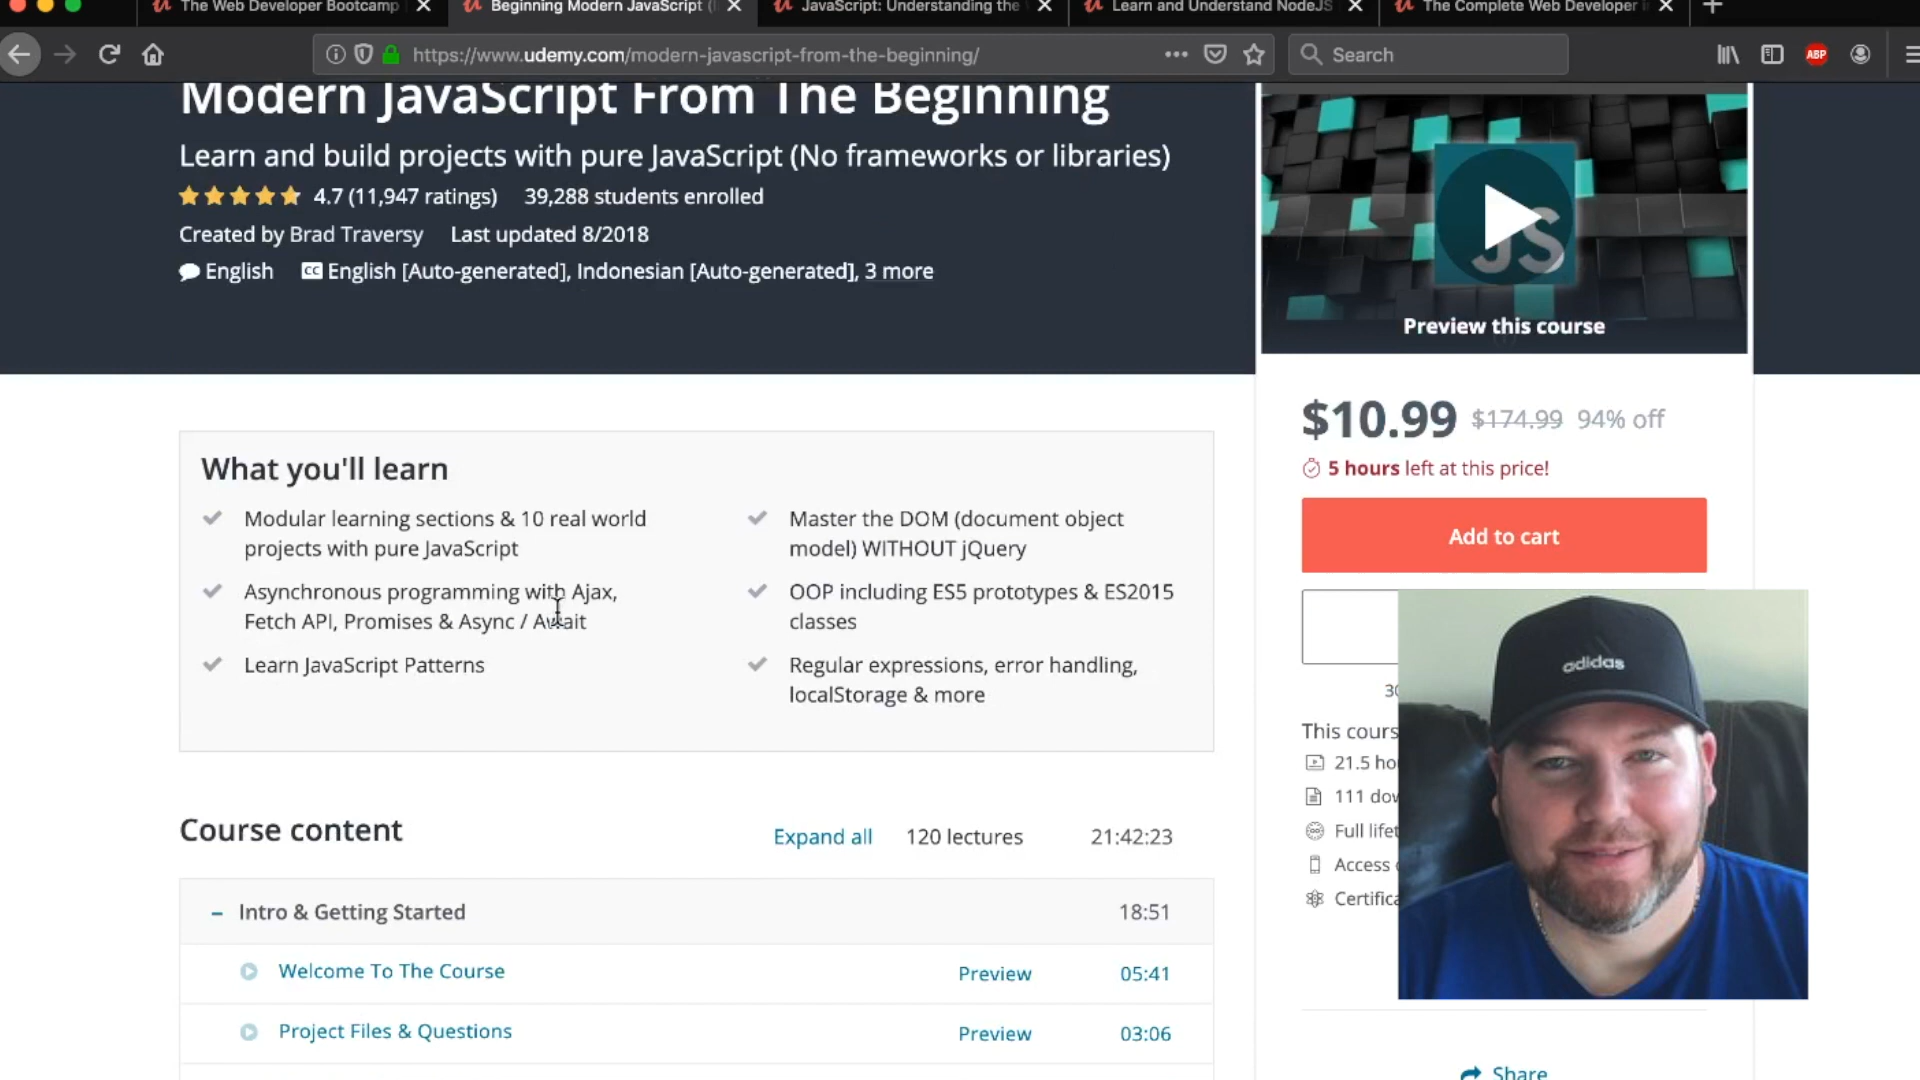 The Web Developer Bootcamp
Beginning Modern JavaScript (
JavaScript: Understanding the
Learn and Understand NodeJS
The Complete Web Developer i
https://www.udemy.com/modern-javascript-from-the-beginning/
Search
ABP
Modern JavaScript From The Beginning
Learn and build projects with pure JavaScript (No frameworks or libraries)
4.7 (11,947 ratings) 39,288 students enrolled
Created by Brad Traversy Last updated 8/2018
English CC English [Auto-generated], Indonesian [Auto-generated], 3 more
JS
Preview this course
$10.99 $174.99 94% off
5 hours left at this price!
Add to cart
What you'll learn
Modular learning sections & 10 real world
projects with pure JavaScript
Asynchronous programming with Ajax,
Fetch API, Promises & Async / Await
Learn JavaScript Patterns
Master the DOM (document object
model) WITHOUT jQuery
OOP including ES5 prototypes & ES2015
classes
Regular expressions, error handling,
localStorage & more
30
This cours
21.5 ho
111 dow
Full lifet
Access
Certifica
adidas
Course content
Expand all 120 lectures 21:42:23
Intro & Getting Started 18:51
Welcome To The Course Preview 05:41
Project Files & Questions Preview 03:06
Share